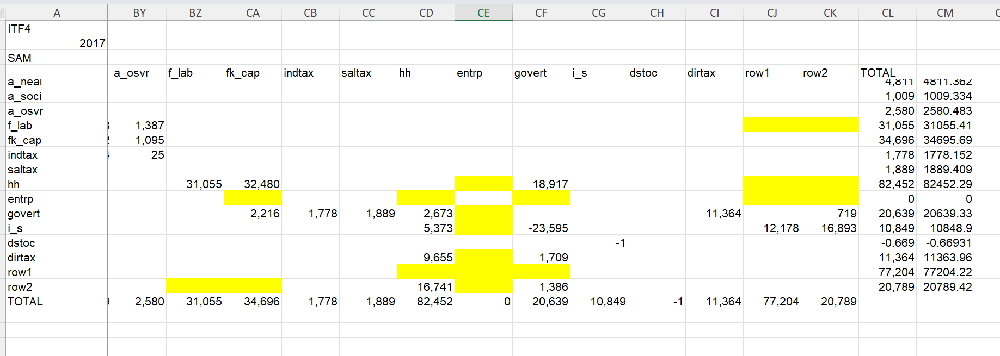 A BY BZ CA CB CC CD CE CF CG CH CI CJ CK CL CM
ITF4
2017
SAM
a_osvr f_lab fk_cap indtax saltax hh entrp govert i_s dstoc dirtax row1 row2 TOTAL
a_heal 4,811 4811.362
a_soci 1,009 1009.334
a_osvr 2,580 2580.483
f_lab 1,387 31,055 31055.41
fk_cap 1,095 34,696 34695.69
indtax 25 1,778 1778.152
saltax 1,889 1889.409
hh 31,055 32,480 18,917 82,452 82452.29
entrp 0 0
govert 2,216 1,778 1,889 2,673 11,364 719 20,639 20639.33
i_s 5,373 -23,595 12,178 16,893 10,849 10848.9
dstoc -1 -0.669 -0.66931
dirtax 9,655 1,709 11,364 11363.96
row1 77,204 77204.22
row2 16,741 1,386 20,789 20789.42
TOTAL 2,580 31,055 34,696 1,778 1,889 82,452 0 20,639 10,849 -1 11,364 77,204 20,789